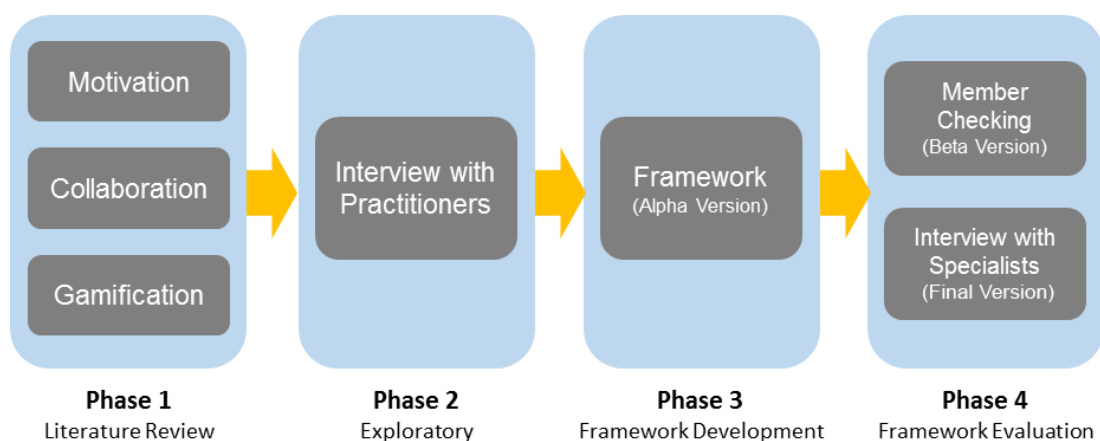 Motivation
Collaboration
Gamification
Phase 1
Literature Review
Interview with
Practitioners
Phase 2
Exploratory
Framework
(Alpha Version)
Phase 3
Framework Development
Member
Checking
(Beta Version)
Interview with
Specialists
(Final Version)
Phase 4
Framework Evaluation